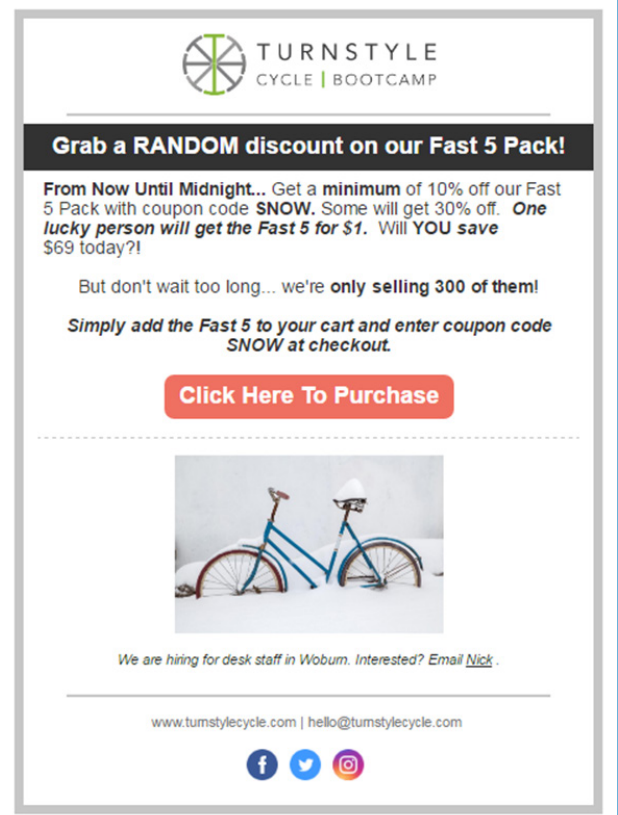 TURNSTYLE
CYCLE | BOOTCAMP
Grab a RANDOM discount on our Fast 5 Pack!
From Now Until Midnight... Get a minimum of 10% off our Fast
5 Pack with coupon code SNOW. Some will get 30% off. One
lucky person will get the Fast 5 for $1. Will YOU save
$69 today?!
But don't wait too long... we're only selling 300 of them!
Simply add the Fast 5 to your cart and enter coupon code
SNOW at checkout.
Click Here To Purchase
We are hiring for desk staff in Woburn. Interested? Email Nick .
www.turnstylecycle.com | hello@turnstylecycle.com